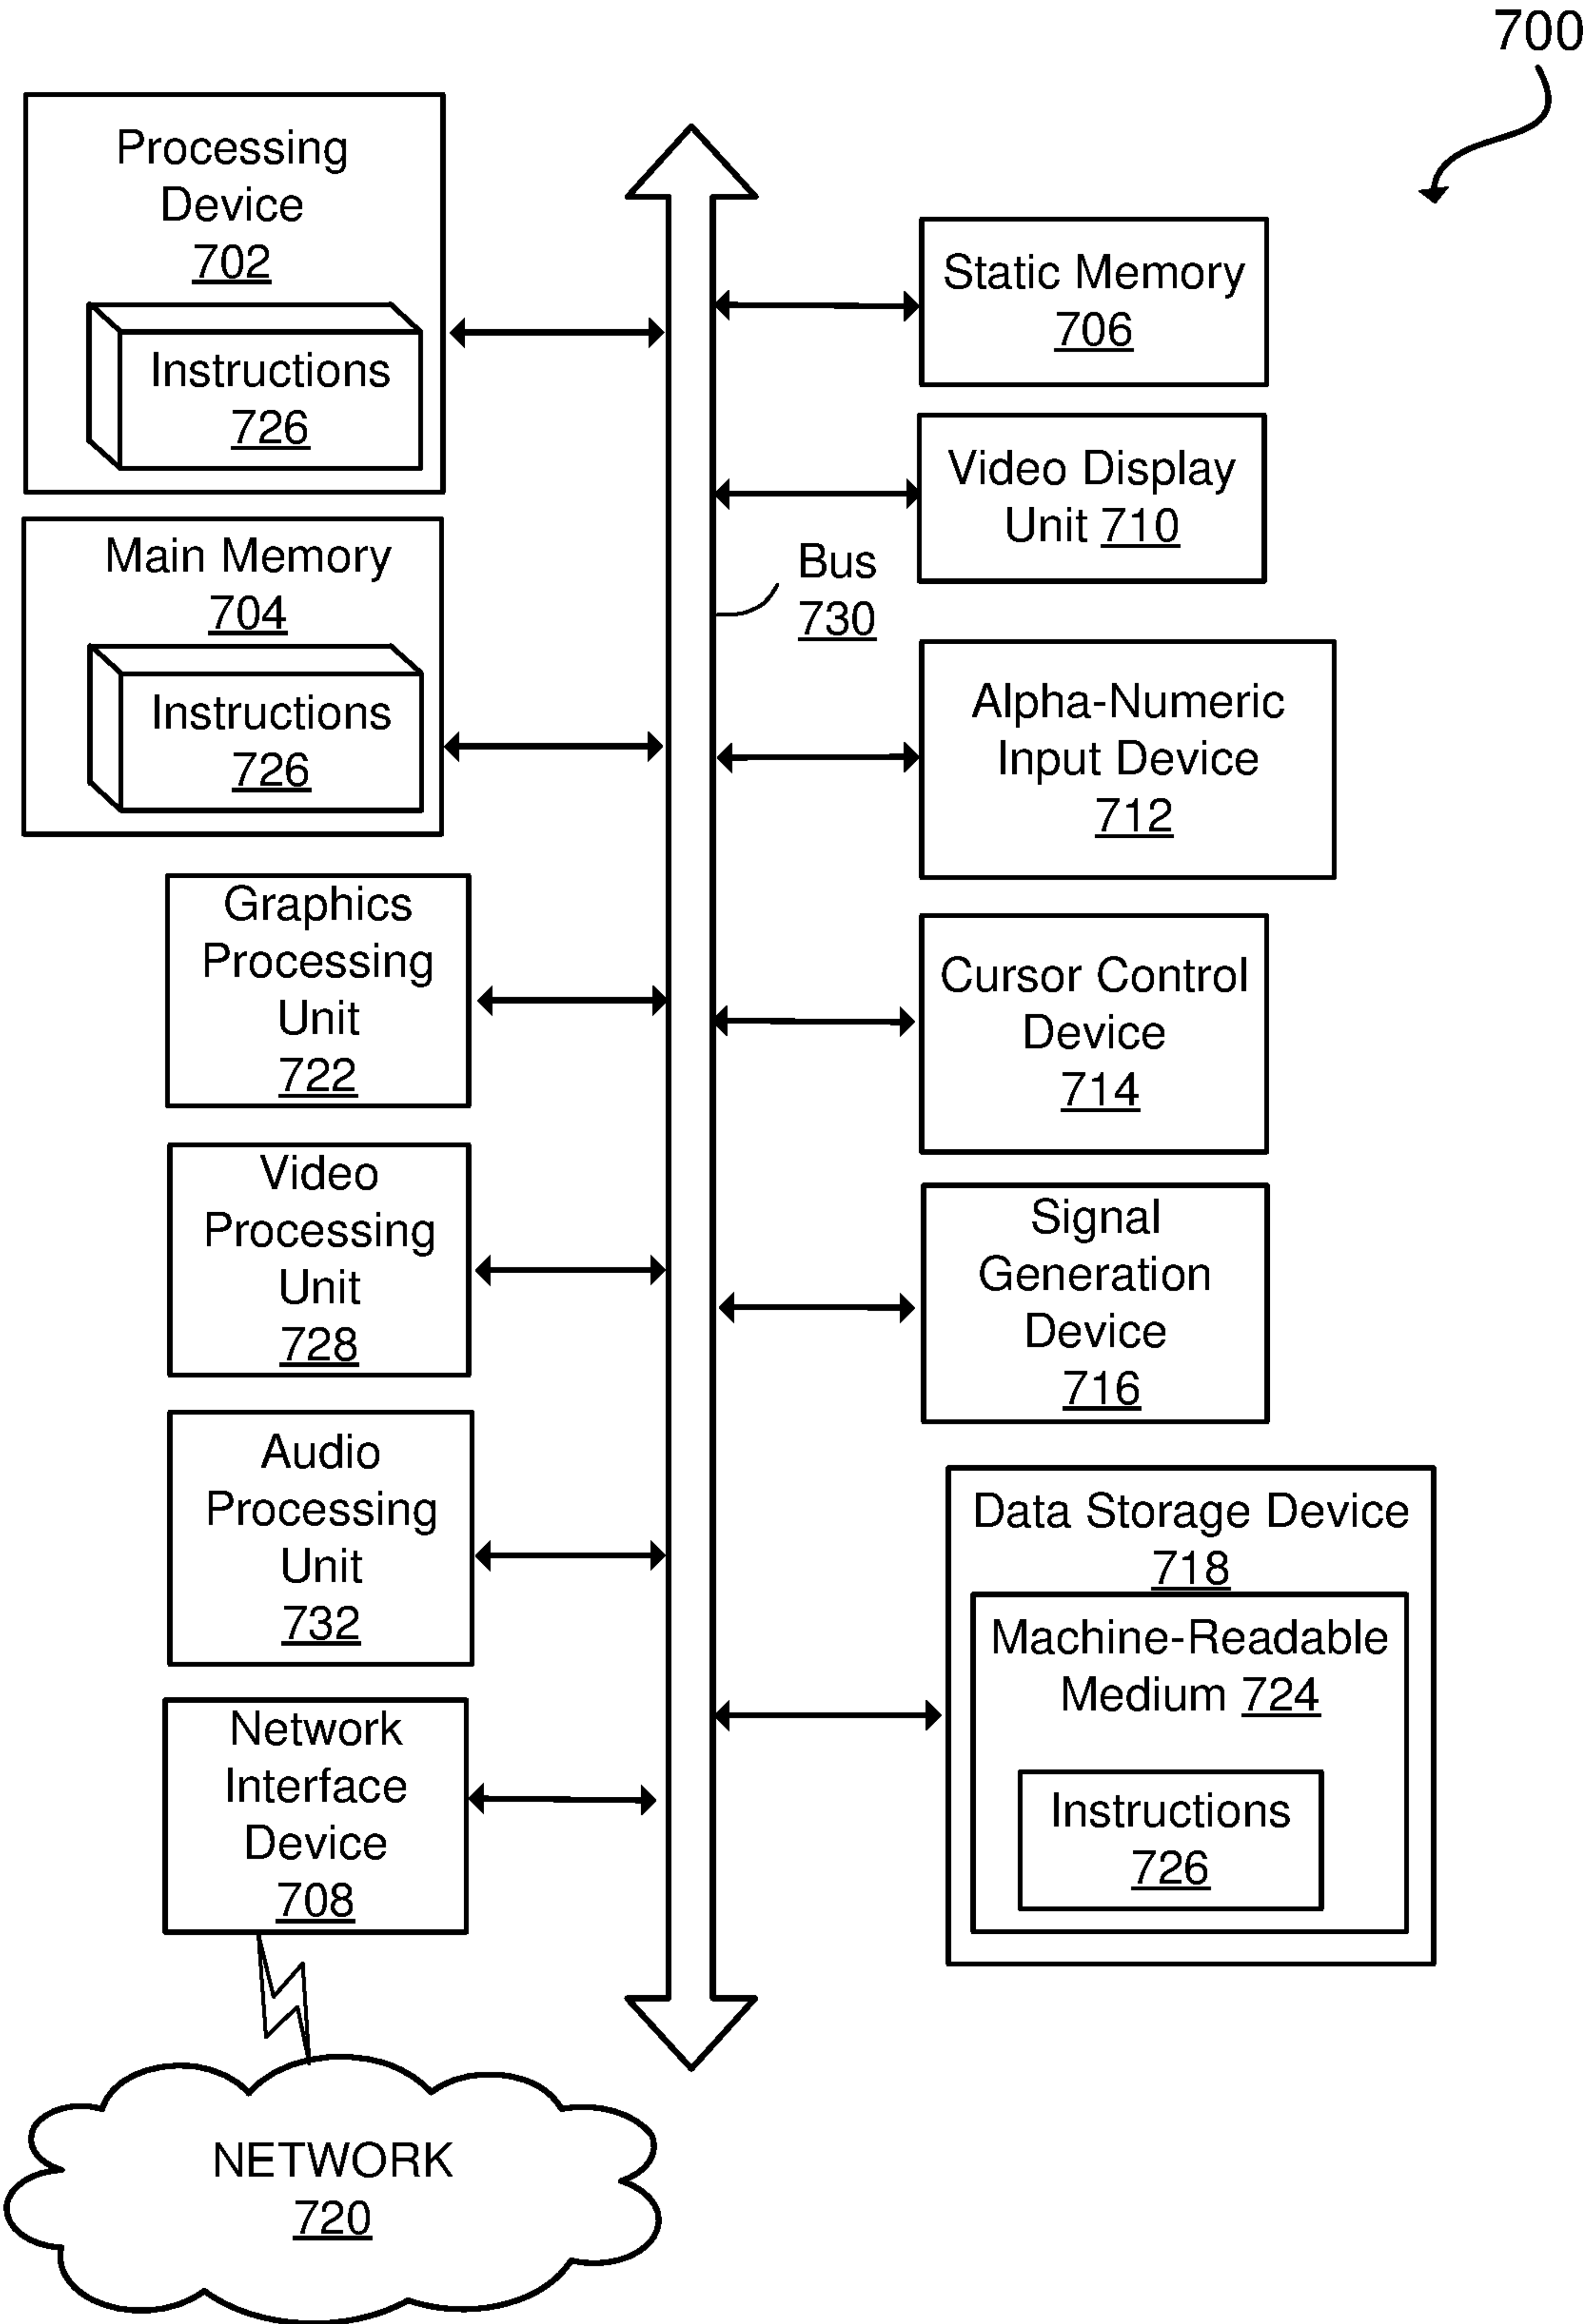 700
Processing
Device
702
Instructions
726
Main Memory
704
Instructions
726
Graphics
Processing
Unit
722
Video
Processing
Unit
728
Audio
Processing
Unit
732
Network
Interface
Device
708
NETWORK
720
Bus
730
Static Memory
706
Video Display
Unit 710
Alpha-Numeric
Input Device
712
Cursor Control
Device
714
Signal
Generation
Device
716
Data Storage Device
718
Machine-Readable
Medium 724
Instructions
726